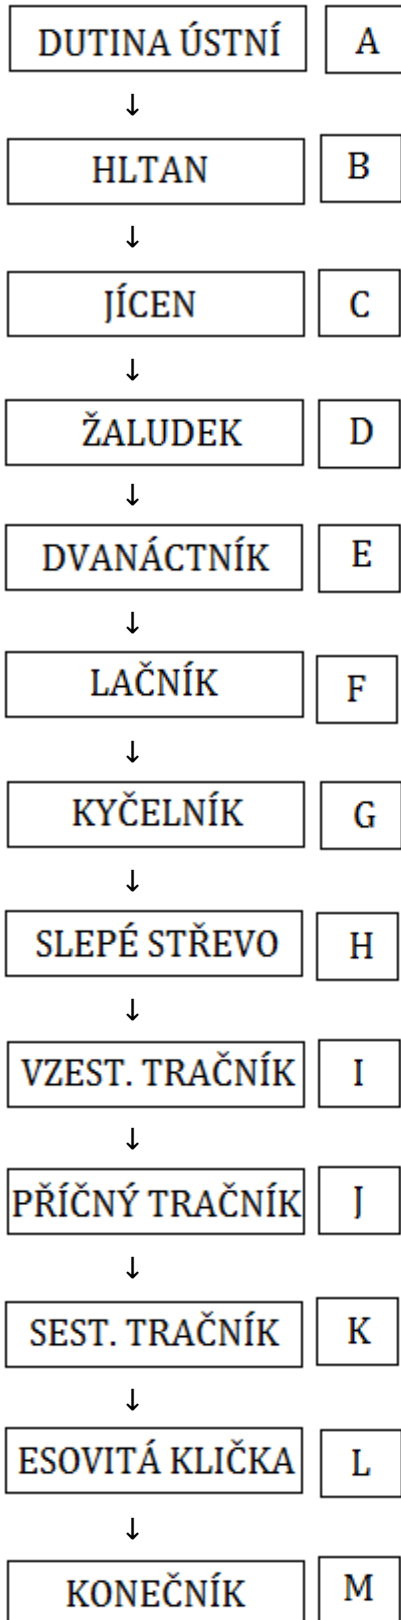 DUTINA ÚSTNÍ A
↓
HLTAN B
↓
JÍCEN C
↓
ŽALUDEK D
↓
DVANÁCTNÍK E
↓
LAČNÍK F
↓
KYČELNÍK G
↓
SLEPÉ STŘEVO H
↓
VZEST. TRAČNÍK I
↓
PŘÍČNÝ TRAČNÍK J
↓
SEST. TRAČNÍK K
↓
ESOVITÁ KLIČKA L
↓
KONEČNÍK M